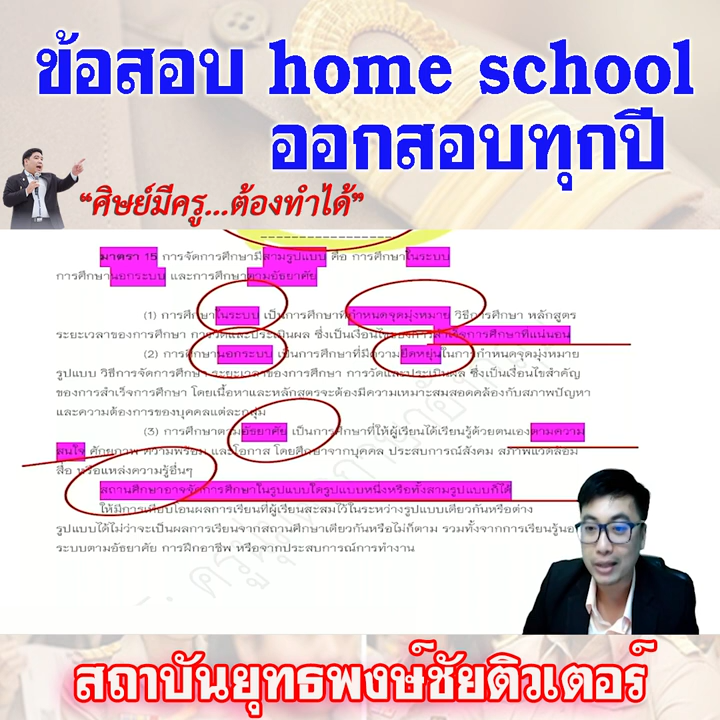 ข้อสอบ home school
ออกสอบทุกปี
“ศิษย์มีครู...ต้องทำได้”
มาตรา 15 การจัดการศึกษามีสามรูปแบบ คือ การศึกษาในระบบ
การศึกษานอกระบบ และการศึกษาตามอัธยาศัย
(1) การศึกษาในระบบ เป็นการศึกษาที่กำหนดจุดมุ่งหมาย วิธีการศึกษา หลักสูตร
ระยะเวลาของการศึกษา การวัดและประเมินผล ซึ่งเป็นเงื่อนไขของการสำเร็จการศึกษาที่แน่นอน
(2) การศึกษานอกระบบ เป็นการศึกษาที่มีความยืดหยุ่นในการกำหนดจุดมุ่งหมาย
รูปแบบ วิธีการจัดการศึกษา ระยะเวลาของการศึกษา การวัดและประเมินผล ซึ่งเป็นเงื่อนไขสำคัญ
ของการสำเร็จการศึกษา โดยเนื้อหาและหลักสูตรจะต้องมีความเหมาะสมสอดคล้องกับสภาพปัญหา
และความต้องการของบุคคลแต่ละกลุ่ม
(3) การศึกษาตามอัธยาศัย เป็นการศึกษาที่ให้ผู้เรียนได้เรียนรู้ด้วยตนเองตามความ
สนใจ ศักยภาพ ความพร้อม และโอกาส โดยศึกษาจากบุคคล ประสบการณ์สังคม สภาพแวดล้อม
สื่อ หรือแหล่งความรู้อื่นๆ
สถานศึกษาอาจจัดการศึกษาในรูปแบบใดรูปแบบหนึ่งหรือทั้งสามรูปแบบก็ได้
ให้มีการเทียบโอนผลการเรียนที่ผู้เรียนสะสมไว้ในระหว่างรูปแบบเดียวกันหรือต่าง
รูปแบบได้ไม่ว่าจะเป็นผลการเรียนจากสถานศึกษาเดียวกันหรือไม่ก็ตาม รวมทั้งจากการเรียนรู้นอก
ระบบตามอัธยาศัย การฝึกอาชีพ หรือจากประสบการณ์การทำงาน
สถาบันยุทธพงษ์ชัยติวเตอร์